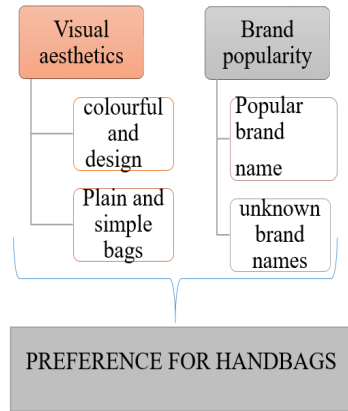 Visual
aesthetics
colourful
and
design
Plain and
simple
bags
Brand
popularity
Popular
brand
name
unknown
brand
names
PREFERENCE FOR HANDBAGS